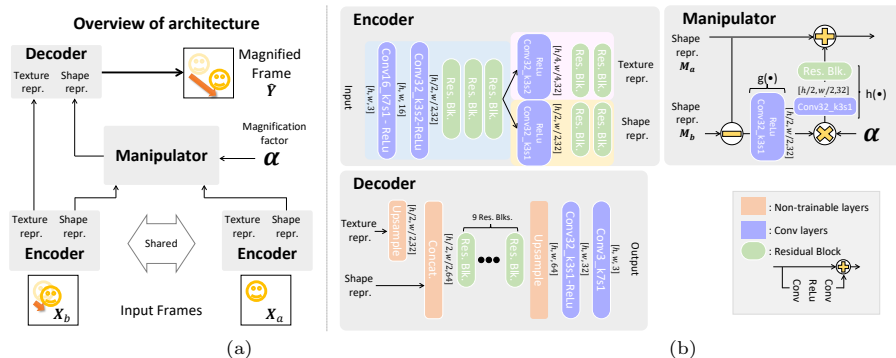 Overview of architecture
Decoder
Texture
repr.
Shape
repr.
Magnified
Frame
Ŷ
Magnification
factor
α
Manipulator
Texture
repr.
Shape
repr.
Encoder
Shared
Texture
repr.
Shape
repr.
Encoder
X_b
Input Frames
X_a
(a)
Encoder
Input
[h,w,3]
Conv16_k7s1 - ReLu
[h,w,16]
Conv32_k3s2-ReLu
[h/2,w/2,32]
Res. Blk.
Res. Blk.
Res. Blk.
ReLu
Conv32_k3s2
[h/4,w/4,32]
Res. Blk.
Res. Blk.
Texture
repr.
ReLu
Conv32_k3s1
[h/2,w/2,32]
Res. Blk.
Res. Blk.
Shape
repr.
Manipulator
Shape
repr.
M_a
Shape
repr.
M_b
g(•)
ReLu
Conv32_k3s1
[h/2,w/2,32]
Res. Blk.
[h/2,w/2,32]
Conv32_k3s1
h(•)
α
Decoder
Texture
repr.
Upsample
[h/2,w/2,32]
Shape
repr.
Concat
[h/2,w/2,64]
9 Res. Blks.
Res. Blk.
Res. Blk.
Upsample
[h,w,64]
Conv32_k3s1-ReLu
[h,w,32]
Conv3_k7s1
[h,w,3]
Output
: Non-trainable layers
: Conv layers
: Residual Block
Conv
ReLu
Conv
(b)